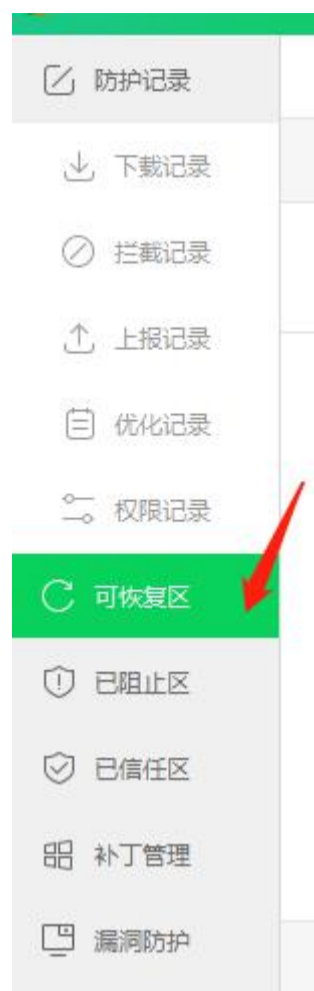 防护记录
下载记录
拦截记录
上报记录
优化记录
权限记录
可恢复区
已阻止区
已信任区
补丁管理
漏洞防护